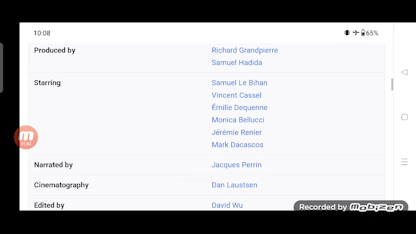 10:08
65%
Produced by
Richard Grandpierre
Samuel Hadida
Starring
Samuel Le Bihan
Vincent Cassel
Émilie Dequenne
Monica Bellucci
Jérémie Renier
Mark Dacascos
Narrated by
Jacques Perrin
Cinematography
Dan Laustsen
Edited by
David Wu
Recorded by Mobizen